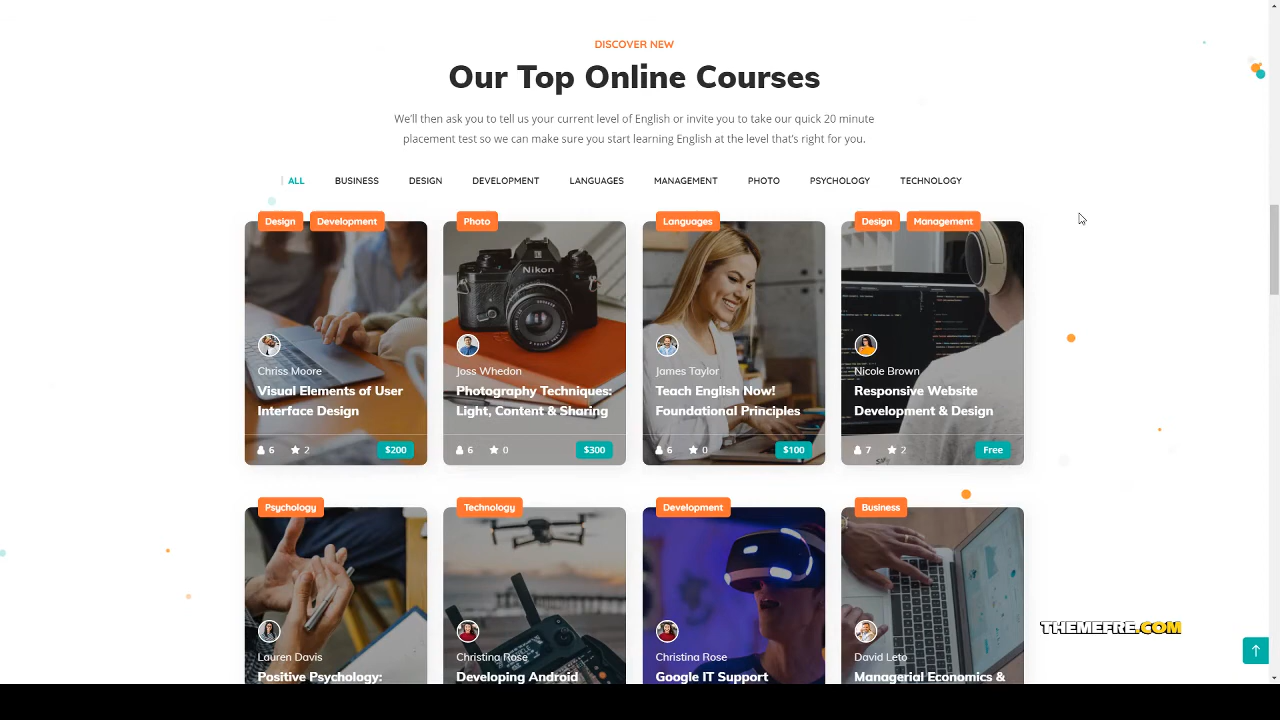 DISCOVER NEW
Our Top Online Courses
We'll then ask you to tell us your current level of English or invite you to take our quick 20 minute
placement test so we can make sure you start learning English at the level that's right for you.
ALL BUSINESS DESIGN DEVELOPMENT LANGUAGES MANAGEMENT PHOTO PSYCHOLOGY TECHNOLOGY
Design Development
Nikon
Photo
Languages
Design Management
Chriss Moore
Visual Elements of User
Interface Design
6 2 $200
Joss Whedon
Photography Techniques:
Light, Content & Sharing
6 0 $300
James Taylor
Teach English Now!
Foundational Principles
6 0 $100
Nicole Brown
Responsive Website
Development & Design
7 2 Free
Psychology
Technology
Development
Business
Lauren Davis
Positive Psychology:
Christina Rose
Developing Android
Christina Rose
Google IT Support
David Leto
Managerial Economics &
THEMEFRE.COM